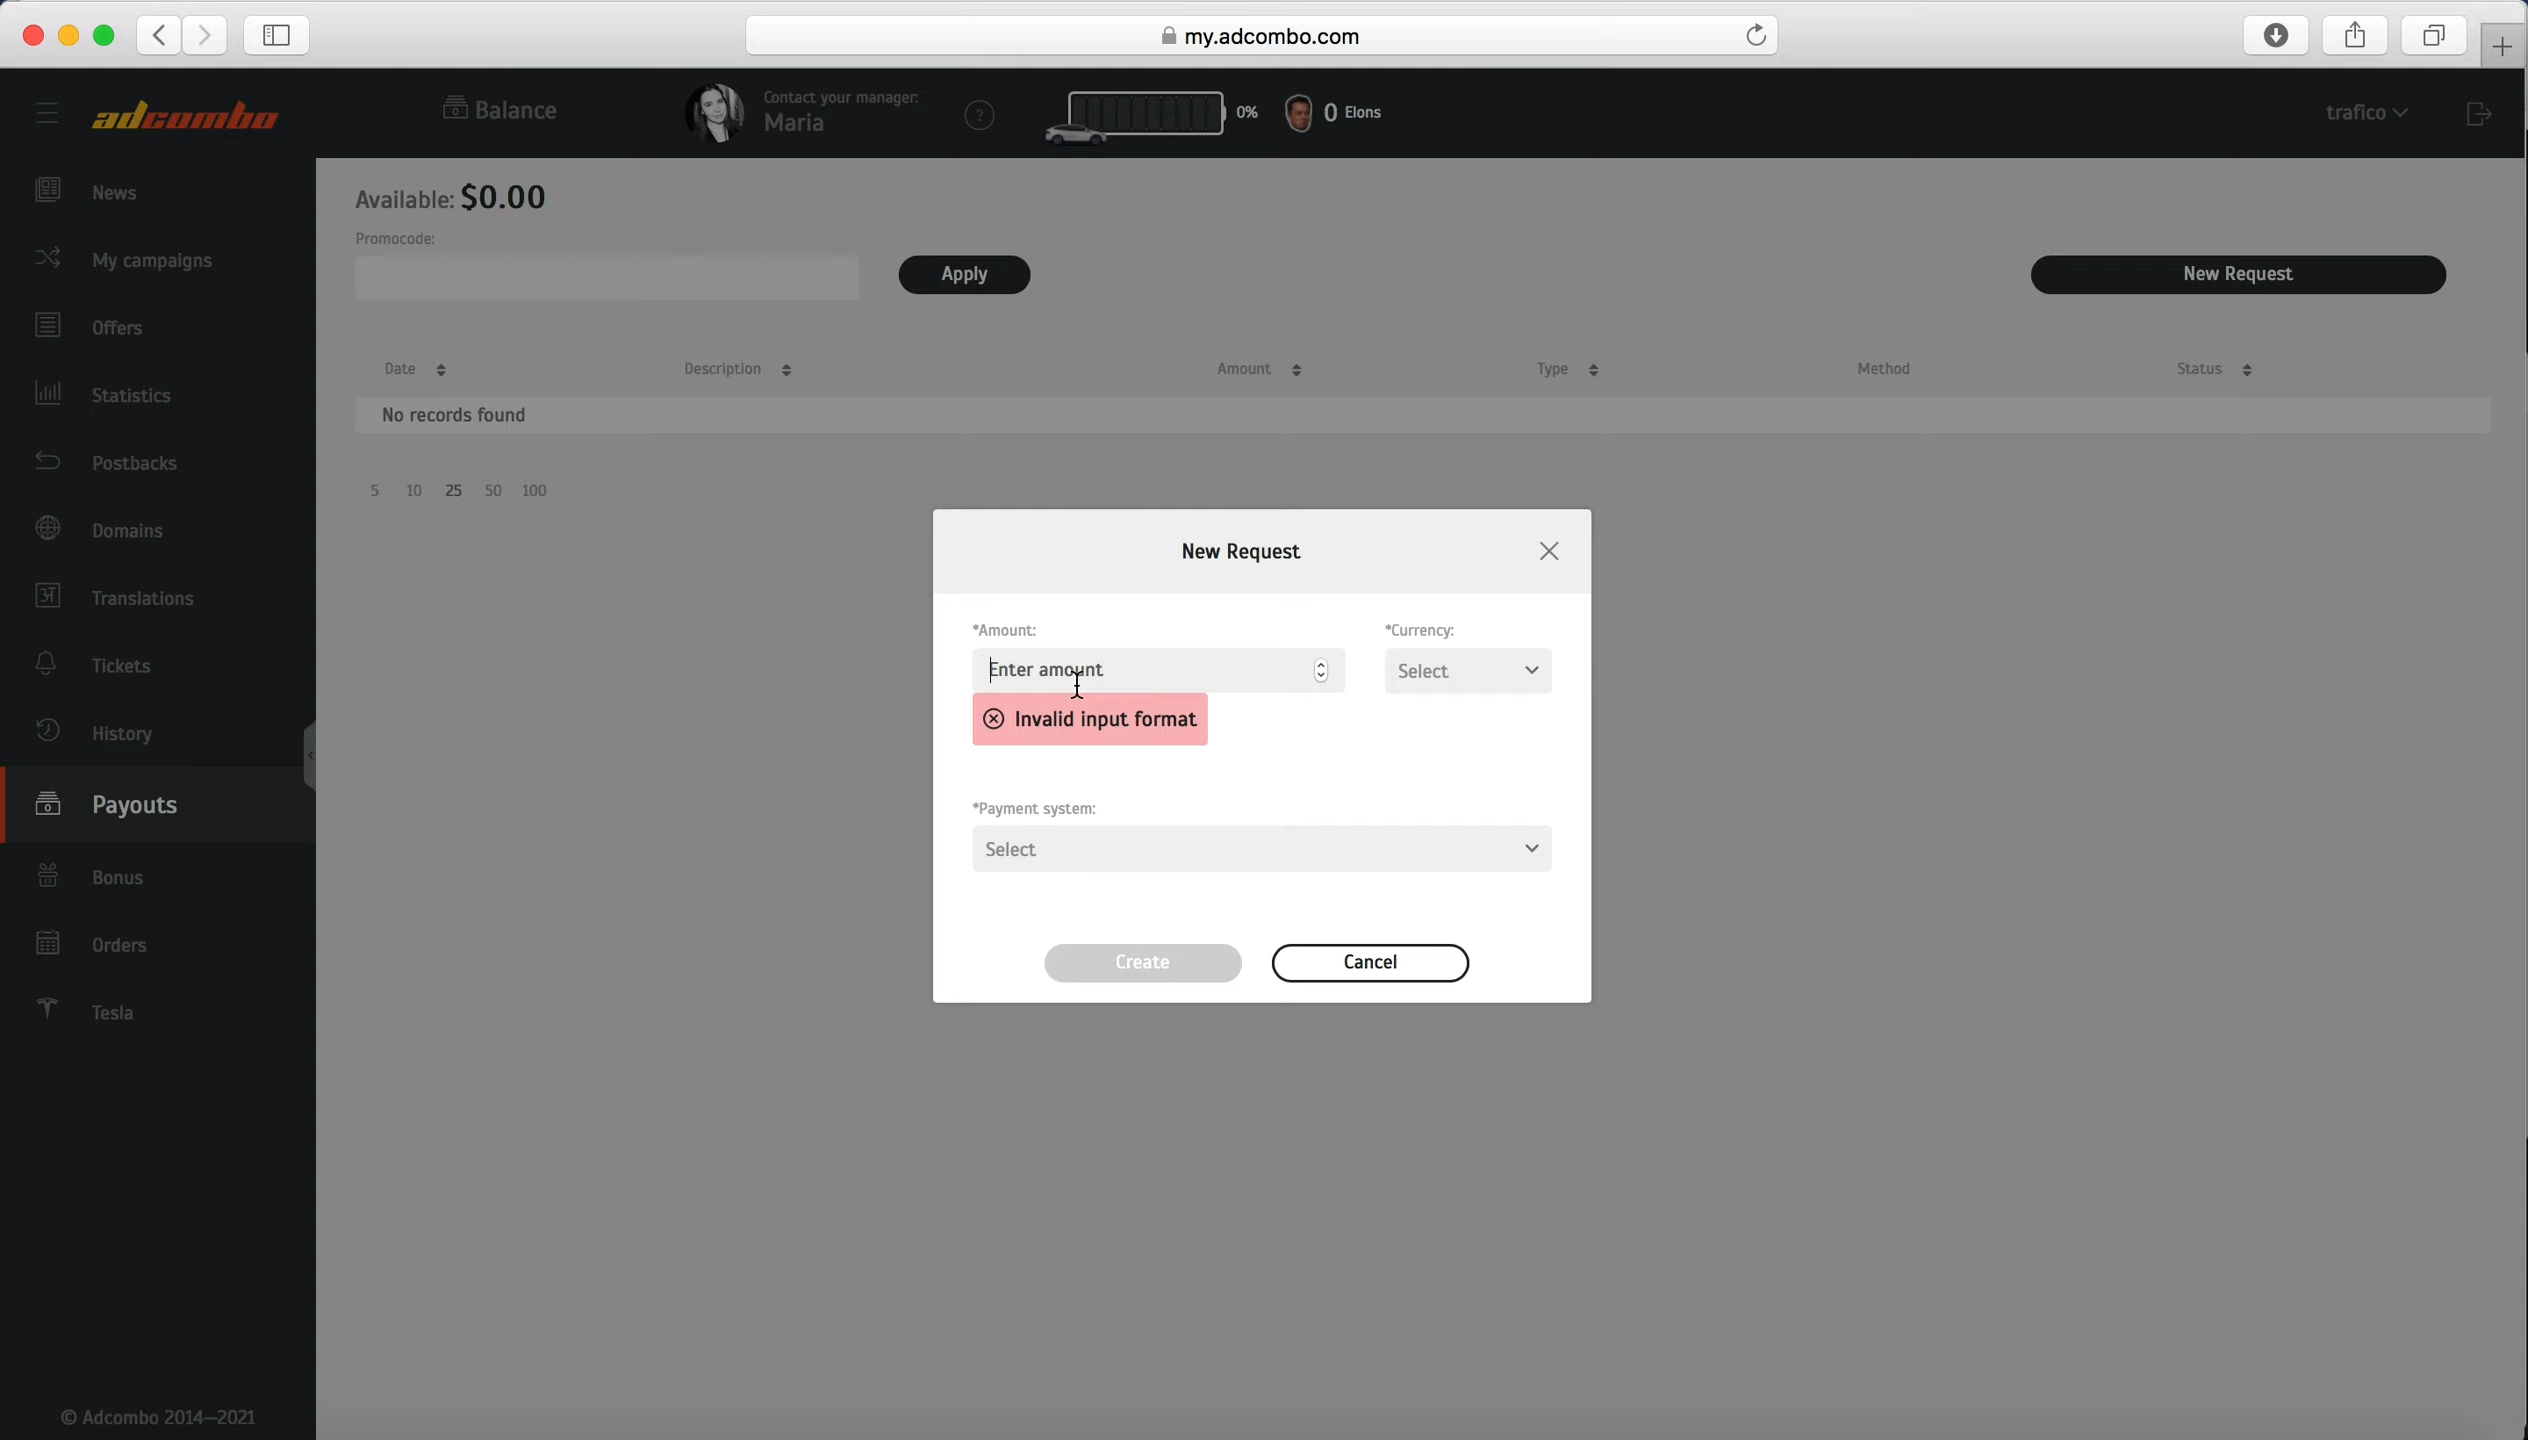 my.adcombo.com
adcombo
Balance
Contact your manager:
Maria
?
0%
0 Elons
trafico
News
My campaigns
Offers
Statistics
Postbacks
Domains
अ
Translations
Tickets
History
Payouts
Bonus
Orders
Tesla
© Adcombo 2014—2021
Available: $0.00
Promocode:
Apply
New Request
Date Description Amount Type Method Status
No records found
5 10 25 50 100
New Request
*Amount: *Currency:
Enter amount Select
Invalid input format
*Payment system:
Select
Create Cancel